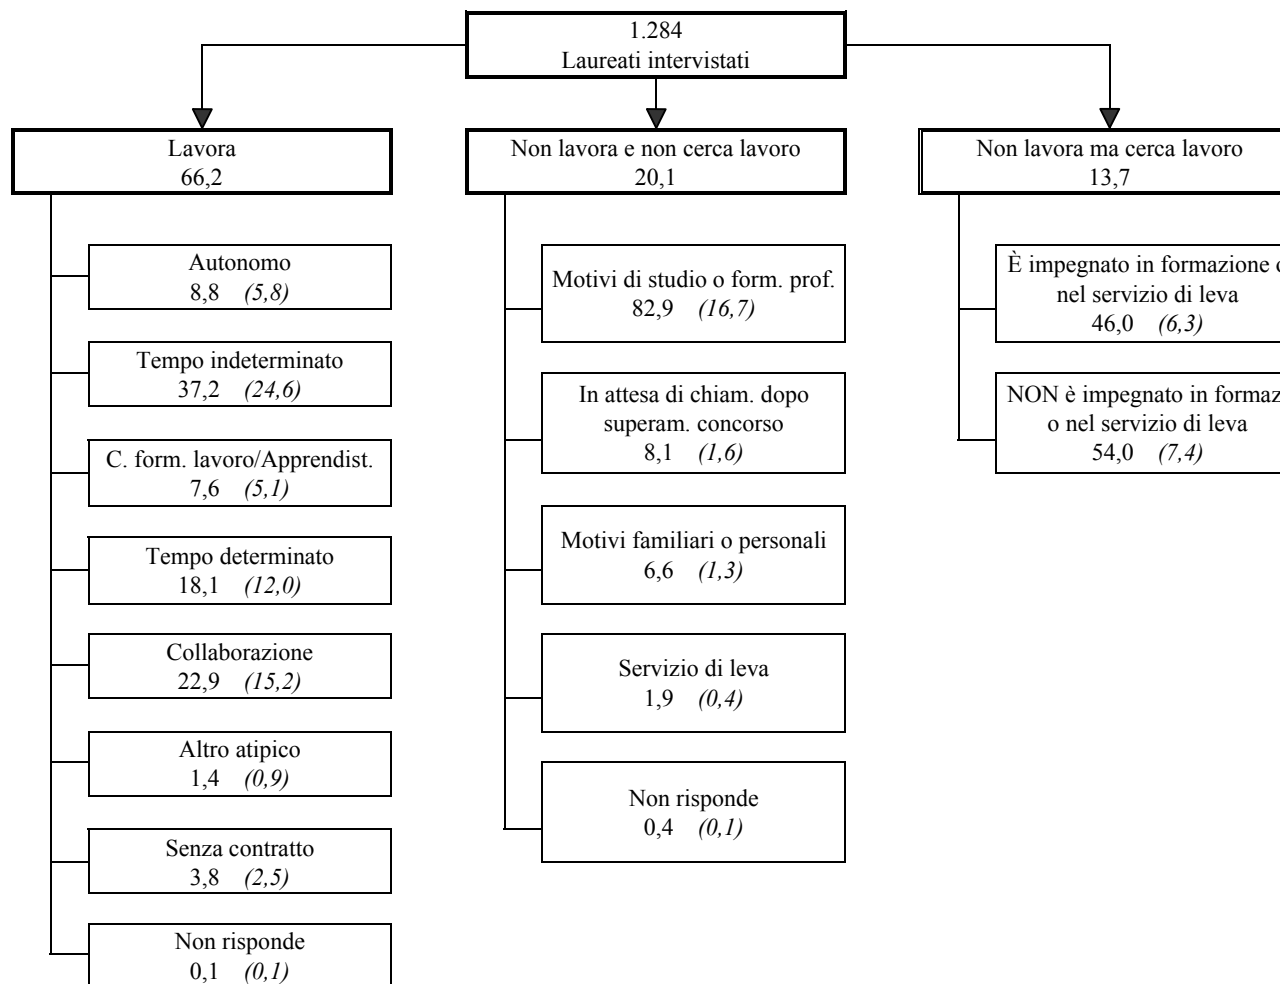 1.284
Laureati intervistati
Lavora
66,2
Autonomo
8,8 (5,8)
Tempo indeterminato
37,2 (24,6)
C. form. lavoro/Apprendist.
7,6 (5,1)
Tempo determinato
18,1 (12,0)
Collaborazione
22,9 (15,2)
Altro atipico
1,4 (0,9)
Senza contratto
3,8 (2,5)
Non risponde
0,1 (0,1)
Non lavora e non cerca lavoro
20,1
Motivi di studio o form. prof.
82,9 (16,7)
In attesa di chiam. dopo
superam. concorso
8,1 (1,6)
Motivi familiari o personali
6,6 (1,3)
Servizio di leva
1,9 (0,4)
Non risponde
0,4 (0,1)
Non lavora ma cerca lavoro
13,7
È impegnato in formazione
nel servizio di leva
46,0 (6,3)
NON è impegnato in
o nel servizio di leva
54,0 (7,4)